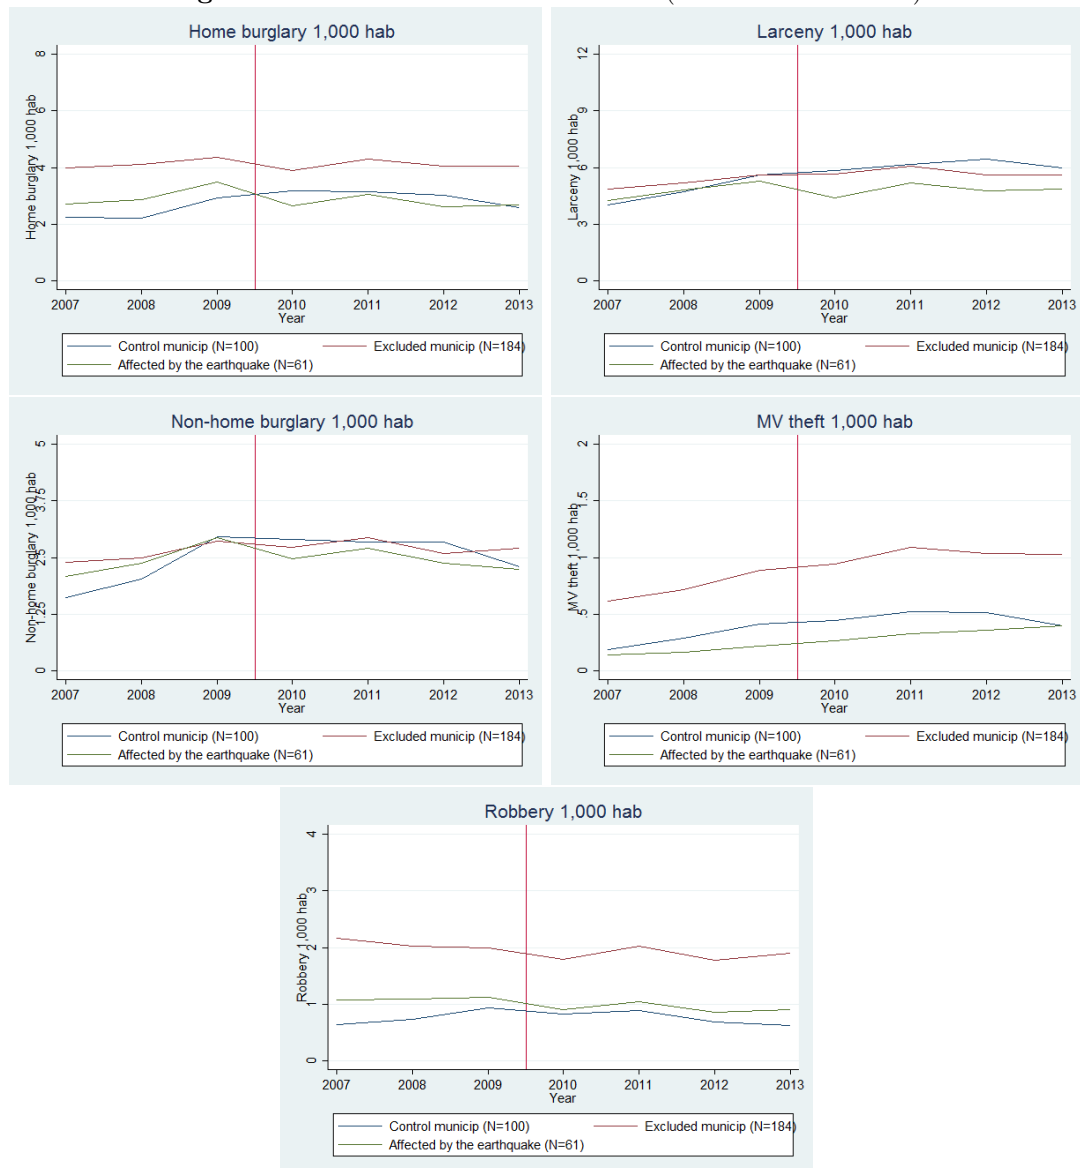 Home burglary 1,000 hab
Home burglary 1,000 hab
8
6
4
2
0
2007 2008 2009 2010 2011 2012 2013
Year
Control municip (N=100) Excluded municip (N=184)
Affected by the earthquake (N=61)
Larceny 1,000 hab
Larceny 1,000 hab
12
9
6
3
0
2007 2008 2009 2010 2011 2012 2013
Year
Control municip (N=100) Excluded municip (N=184)
Affected by the earthquake (N=61)
Non-home burglary 1,000 hab
Non-home burglary 1,000 hab
5
3.75
2.5
1.25
0
2007 2008 2009 2010 2011 2012 2013
Year
Control municip (N=100) Excluded municip (N=184)
Affected by the earthquake (N=61)
MV theft 1,000 hab
MV theft 1,000 hab
2
1.5
1
.5
0
2007 2008 2009 2010 2011 2012 2013
Year
Control municip (N=100) Excluded municip (N=184)
Affected by the earthquake (N=61)
Robbery 1,000 hab
Robbery 1,000 hab
4
3
2
1
0
2007 2008 2009 2010 2011 2012 2013
Year
Control municip (N=100) Excluded municip (N=184)
Affected by the earthquake (N=61)